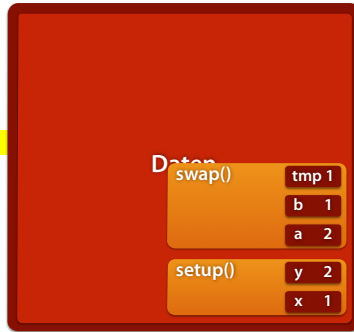 Daten
swap()
tmp 1
b 1
a 2
setup()
y 2
x 1